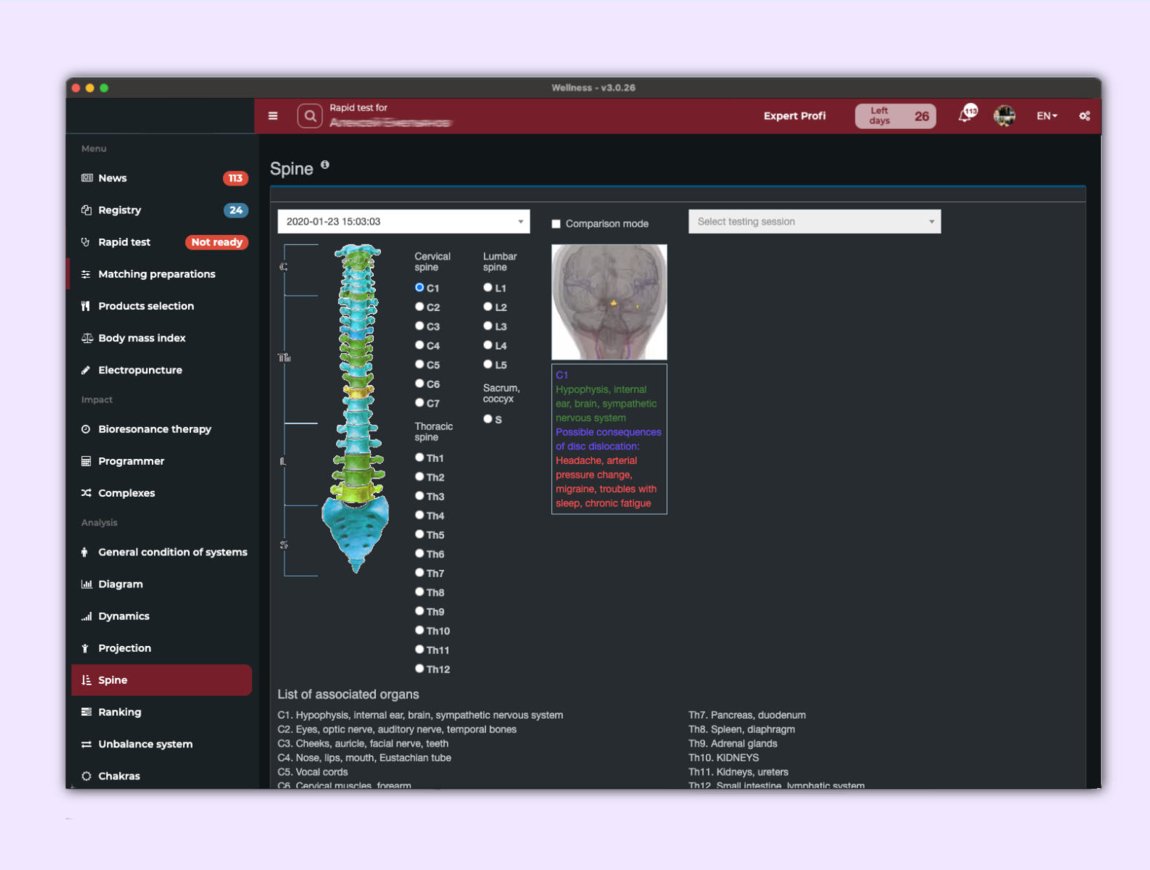 Wellness - v3.0.26
Rapid test for
Expert Profi
Left
days
26
113
EN
Menu
News
113
Registry
24
Rapid test
Not ready
Matching preparations
Products selection
Body mass index
Electropuncture
Impact
Bioresonance therapy
Programmer
Complexes
Analysis
General condition of systems
Diagram
Dynamics
Projection
Spine
Ranking
Unbalance system
Chakras
Spine
2020-01-23 15:03:03
Comparison mode
Select testing session
C
Th
L
S
Cervical
spine
C1
C2
C3
C4
C5
C6
C7
Thoracic
spine
Th1
Th2
Th3
Th4
Th5
Th6
Th7
Th8
Th9
Th10
Th11
Th12
Lumbar
spine
L1
L2
L3
L4
L5
Sacrum,
coccyx
S
C1
Hypophysis, internal
ear, brain, sympathetic
nervous system
Possible consequences
of disc dislocation:
Headache, arterial
pressure change,
migraine, troubles with
sleep, chronic fatigue
List of associated organs
C1. Hypophysis, internal ear, brain, sympathetic nervous system
C2. Eyes, optic nerve, auditory nerve, temporal bones
C3. Cheeks, auricle, facial nerve, teeth
C4. Nose, lips, mouth, Eustachian tube
C5. Vocal cords
C6. Cervical muscles, forearm
Th7. Pancreas, duodenum
Th8. Spleen, diaphragm
Th9. Adrenal glands
Th10. KIDNEYS
Th11. Kidneys, ureters
Th12. Small intestine, lymphatic system